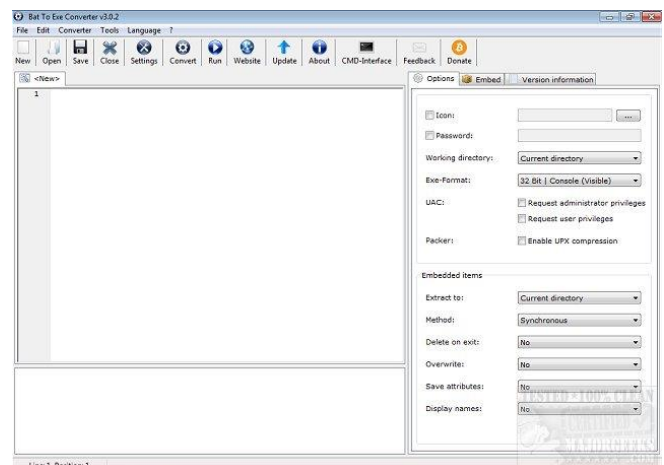 Bat To Exe Converter v3.0.2
File Edit Converter Tools Language ?
New Open Save Close Settings Convert Run Website Update About CMD-Interface Feedback Donate
<New> Options Embed Version information
1
Icon: ...
Password:
Working directory: Current directory
Exe-Format: 32 Bit | Console (Visible)
UAC: Request administrator privileges
Request user privileges
Packer: Enable UPX compression
Embedded items
Extract to: Current directory
Method: Synchronous
Delete on exit: No
Overwrite: No
Save attributes: No
TESTED 100% CLEAN
Display names: No
CERTIFIED
MAJORGEEKS
.COM
Line: 1 Position: 1